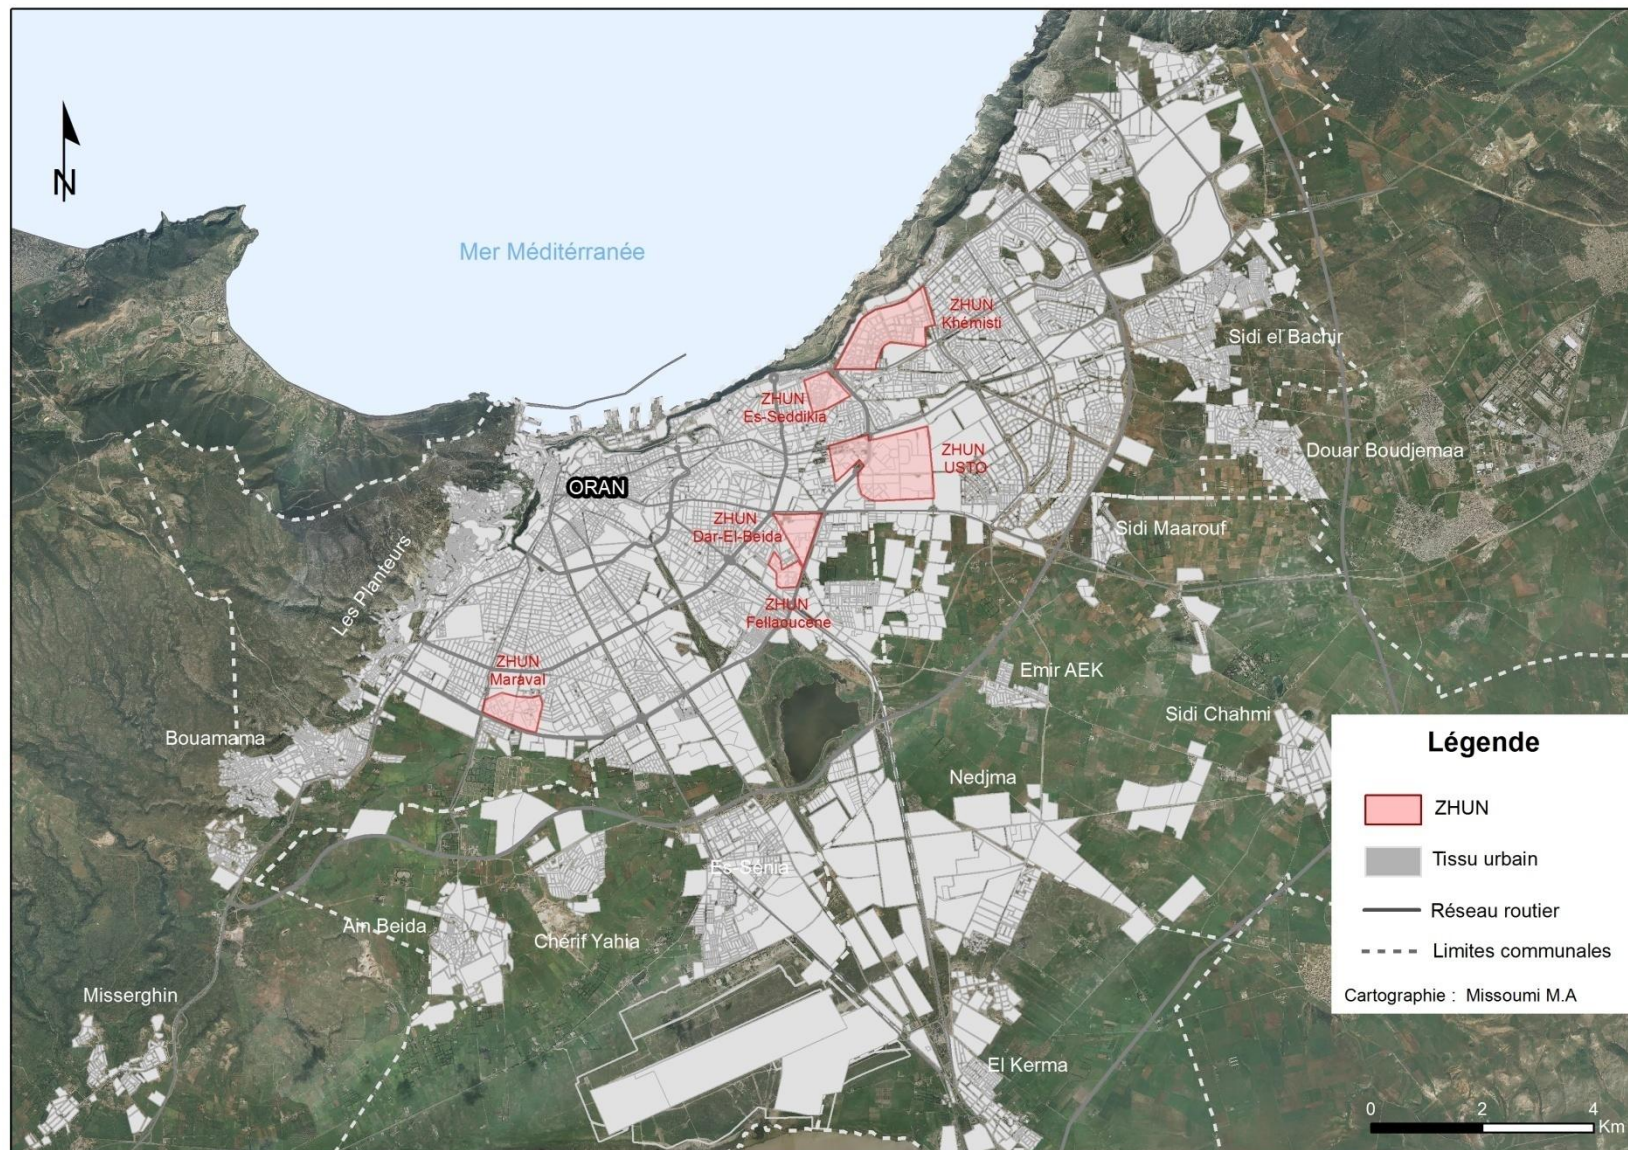 N
Mer Méditérranée
ZHUN
Khémisti
Sidi el Bachir
ZHUN
Es-Seddikia
ZHUN
USTO
Douar Boudjemaa
ORAN
ZHUN
Dar-El-Beida
Sidi Maarouf
Les Planteurs
ZHUN
Fellaoucene
ZHUN
Maraval
Emir AEK
Sidi Chahmi
Bouamama
Nedjma
Es-Sénia
Ain Beida
Chérif Yahia
Misserghin
El Kerma
Légende
ZHUN
Tissu urbain
Réseau routier
Limites communales
Cartographie : Missoumi M.A
0 2 4
Km